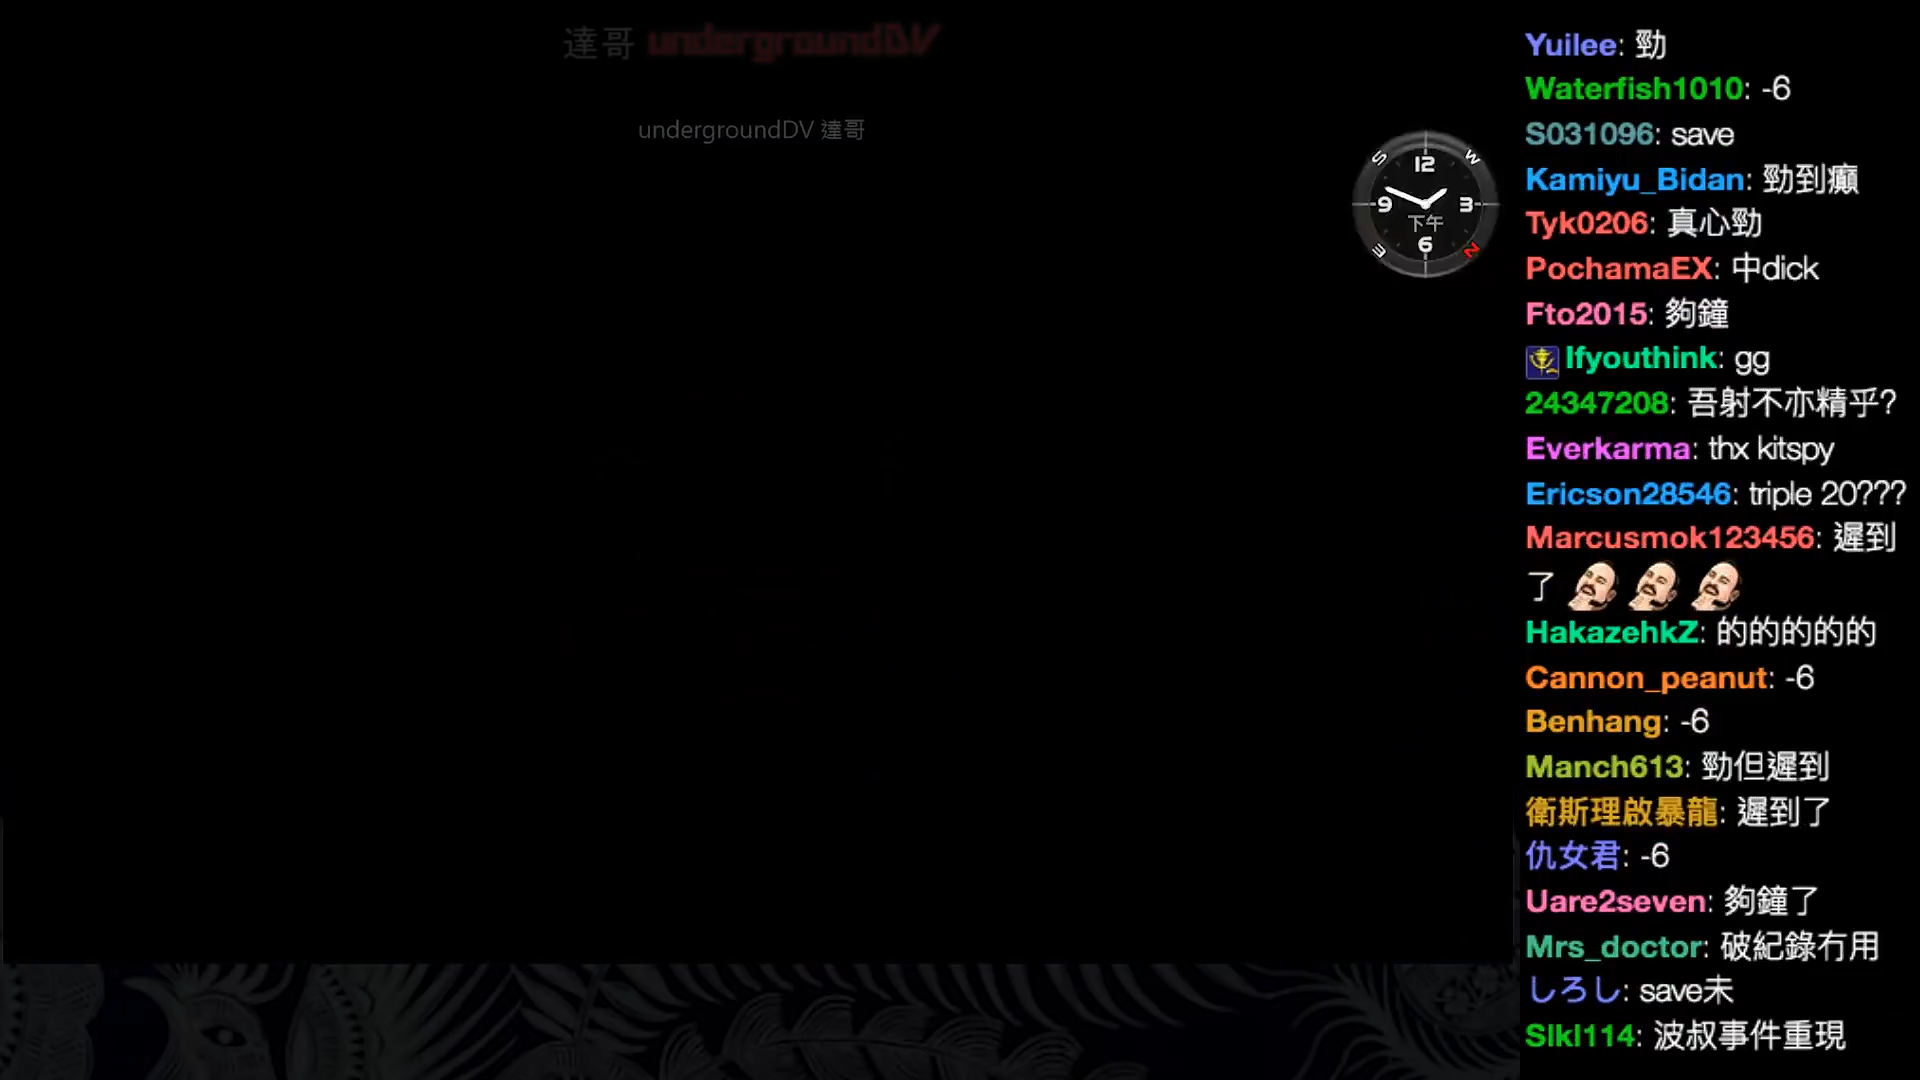 達哥 undergroundDV
undergroundDV 達哥
12
S
W
9
3
下午
6
E
N
Yuilee: 勁
Waterfish1010: -6
S031096: save
Kamiyu_Bidan: 勁到癲
Tyk0206: 真心勁
PochamaEX: 中dick
Fto2015: 夠鐘
Ifyouthink: gg
24347208: 吾射不亦精乎?
Everkarma: thx kitspy
Ericson28546: triple 20???
Marcusmok123456: 遲到
了
HakazehkZ: 的的的的的
Cannon_peanut: -6
Benhang: -6
Manch613: 勁但遲到
衛斯理啟暴龍: 遲到了
仇女君: -6
Uare2seven: 夠鐘了
Mrs_doctor: 破紀錄冇用
しろし: save未
Slkl114: 波叔事件重現